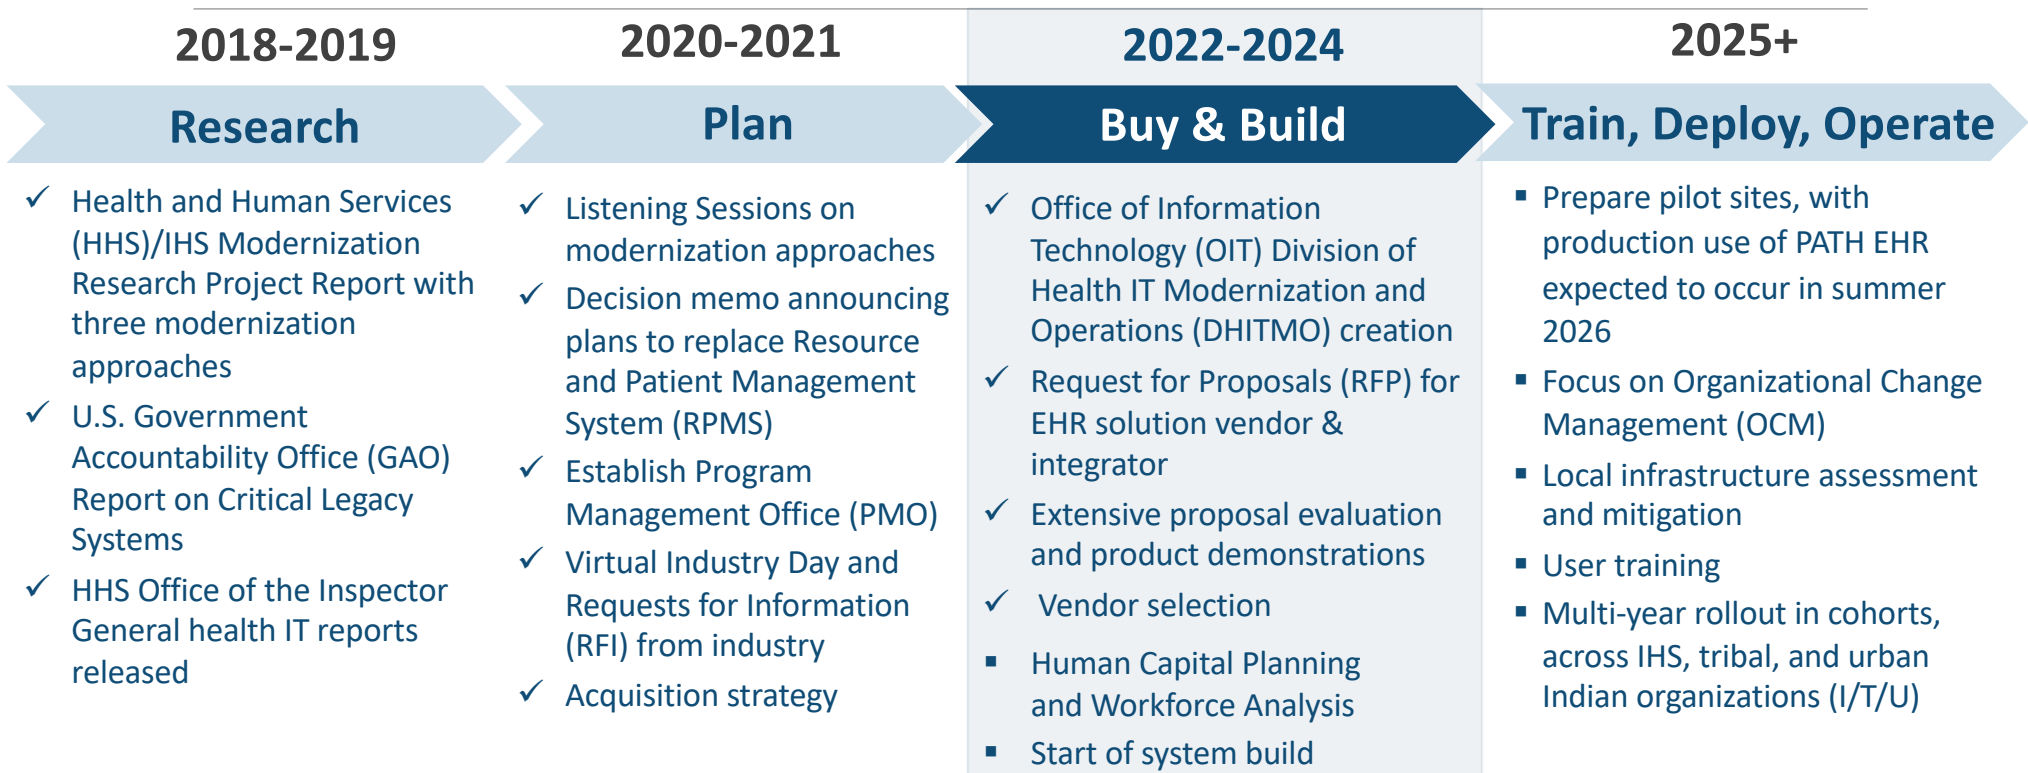 2018-2019
Research
✓ Health and Human Services
(HHS)/IHS Modernization
Research Project Report with
three modernization
approaches
✓ U.S. Government
Accountability Office (GAO)
Report on Critical Legacy
Systems
✓ HHS Office of the Inspector
General health IT reports
released
2020-2021
Plan
✓ Listening Sessions on
modernization approaches
✓ Decision memo announcing
plans to replace Resource
and Patient Management
System (RPMS)
✓ Establish Program
Management Office (PMO)
✓ Virtual Industry Day and
Requests for Information
(RFI) from industry
✓ Acquisition strategy
2022-2024
Buy & Build
✓ Office of Information
Technology (OIT) Division of
Health IT Modernization and
Operations (DHITMO) creation
✓ Request for Proposals (RFP) for
EHR solution vendor &
integrator
✓ Extensive proposal evaluation
and product demonstrations
✓ Vendor selection
▪ Human Capital Planning
and Workforce Analysis
▪ Start of system build
2025+
Train, Deploy, Operate
▪ Prepare pilot sites, with
production use of PATH EHR
expected to occur in summer
2026
▪ Focus on Organizational Change
Management (OCM)
▪ Local infrastructure assessment
and mitigation
▪ User training
▪ Multi-year rollout in cohorts,
across IHS, tribal, and urban
Indian organizations (I/T/U)